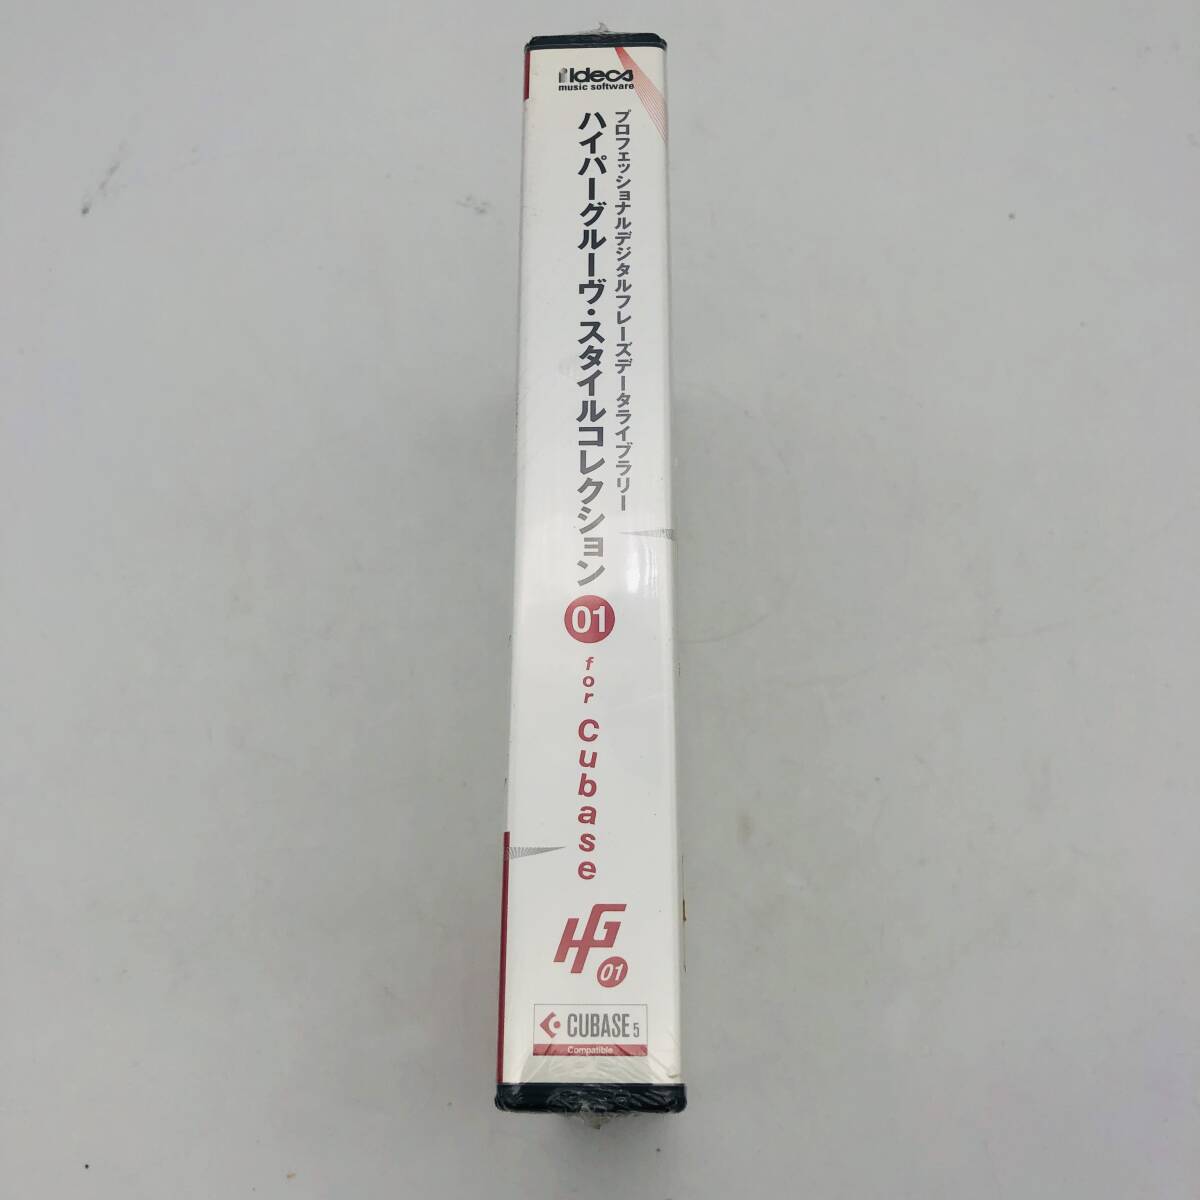 ildecs
music software
プロフェッショナルデジタルフレーズデータライブラリー
ハイパーグルーヴ・スタイルコレクション 01 for Cubase
HG 01
CUBASE 5
Compatible